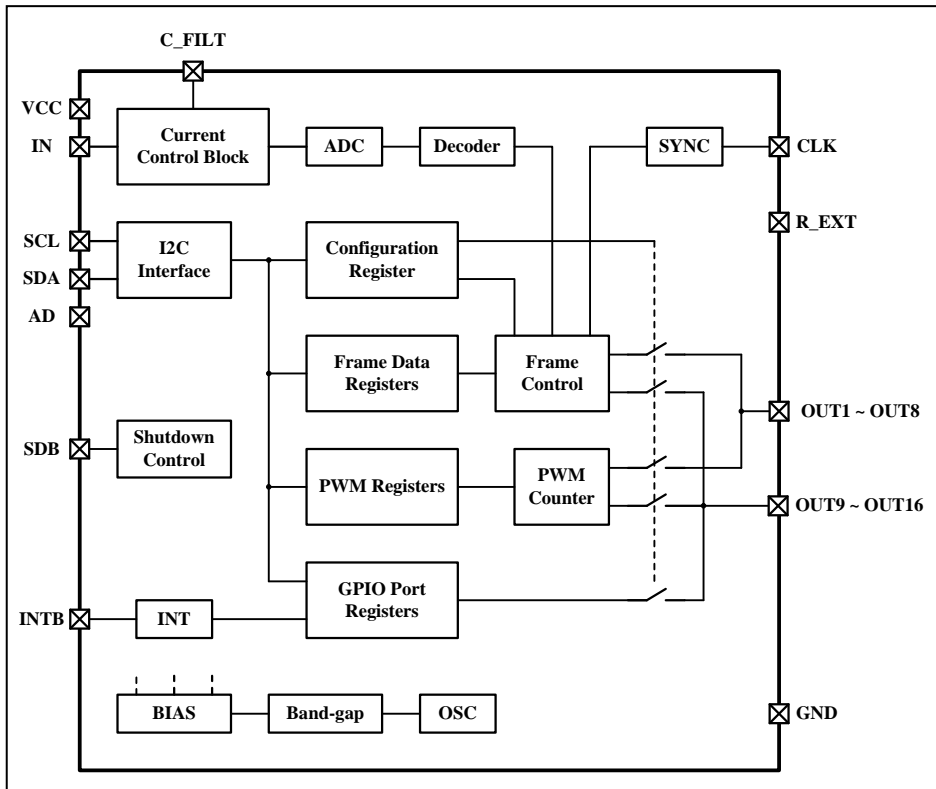 C_FILT
VCC
IN
Current
Control Block
ADC
Decoder
SYNC
CLK
R_EXT
SCL
SDA
I2C
Interface
Configuration
Register
AD
Frame Data
Registers
Frame
Control
OUT1 ~ OUT8
SDB
Shutdown
Control
PWM Registers
PWM
Counter
OUT9 ~ OUT16
GPIO Port
Registers
INTB
INT
BIAS
Band-gap
OSC
GND